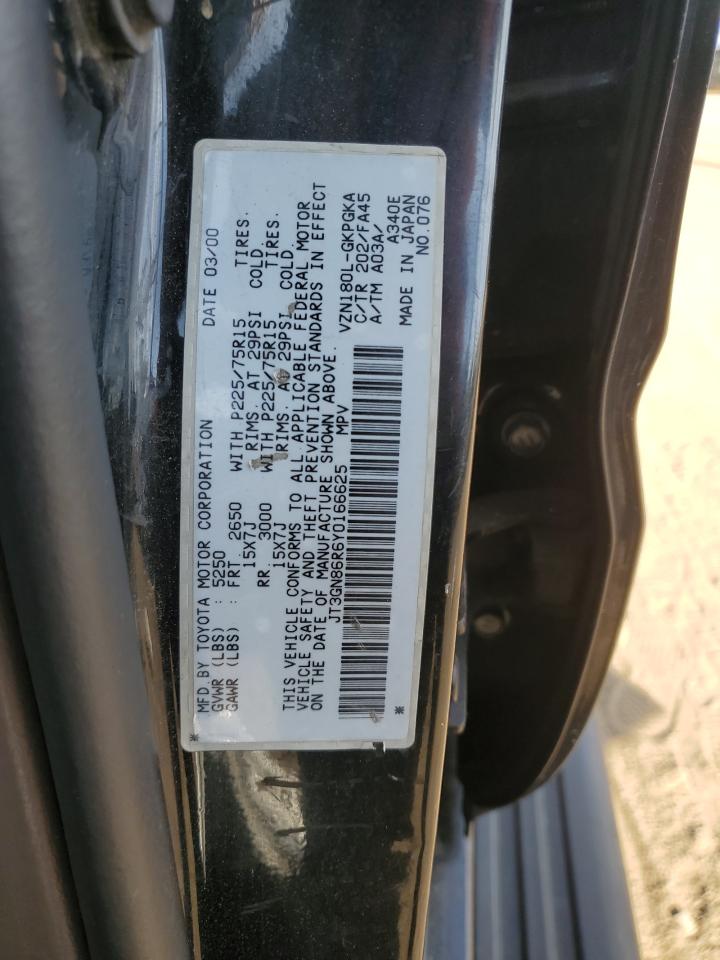 MFD.BY TOYOTA MOTOR CORPORATION DATE 03/00
GVWR (LBS) : 5250
GAWR (LBS) : FRT 2650 WITH P225/75R15 TIRES.
15X7J RIMS. AT 29PSI COLD.
RR. 3000 WITH P225/75R15 TIRES.
15X7J RIMS. AT 29PSI COLD.
THIS VEHICLE CONFORMS TO ALL APPLICABLE FEDERAL MOTOR
VEHICLE SAFETY AND THEFT PREVENTION STANDARDS IN EFFECT
ON THE DATE OF MANUFACTURE SHOWN ABOVE.
JT3GN86R6Y0166625 MPV VZN180L-GKPGKA
C/TR 202/FA45
A/TM A03A/
A340E
* * MADE IN JAPAN
NO.076